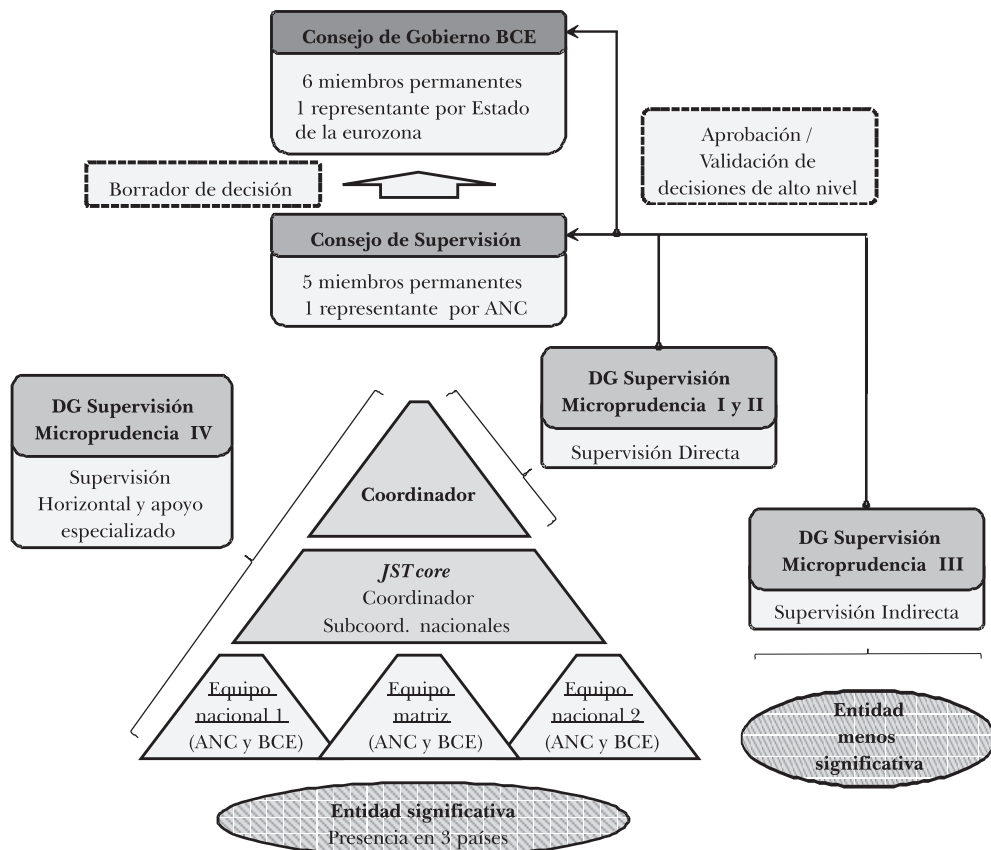 Consejo de Gobierno BCE
6 miembros permanentes
1 representante por Estado
de la eurozona
Aprobación /
Validación de
decisiones de alto nivel
Borrador de decisión
Consejo de Supervisión
5 miembros permanentes
1 representante por ANC
DG Supervisión
Microprudencia I y II
Supervisión Directa
DG Supervisión
Microprudencia IV
Supervisión
Horizontal y apoyo
especializado
Coordinador
DG Supervisión
Microprudencia III
Supervisión Indirecta
JST core
Coordinador
Subcoord. nacionales
Equipo
nacional 1
(ANC y BCE)
Equipo
matriz
(ANC y BCE)
Equipo
nacional 2
(ANC y BCE)
Entidad
menos
significativa
Entidad significativa
Presencia en 3 países